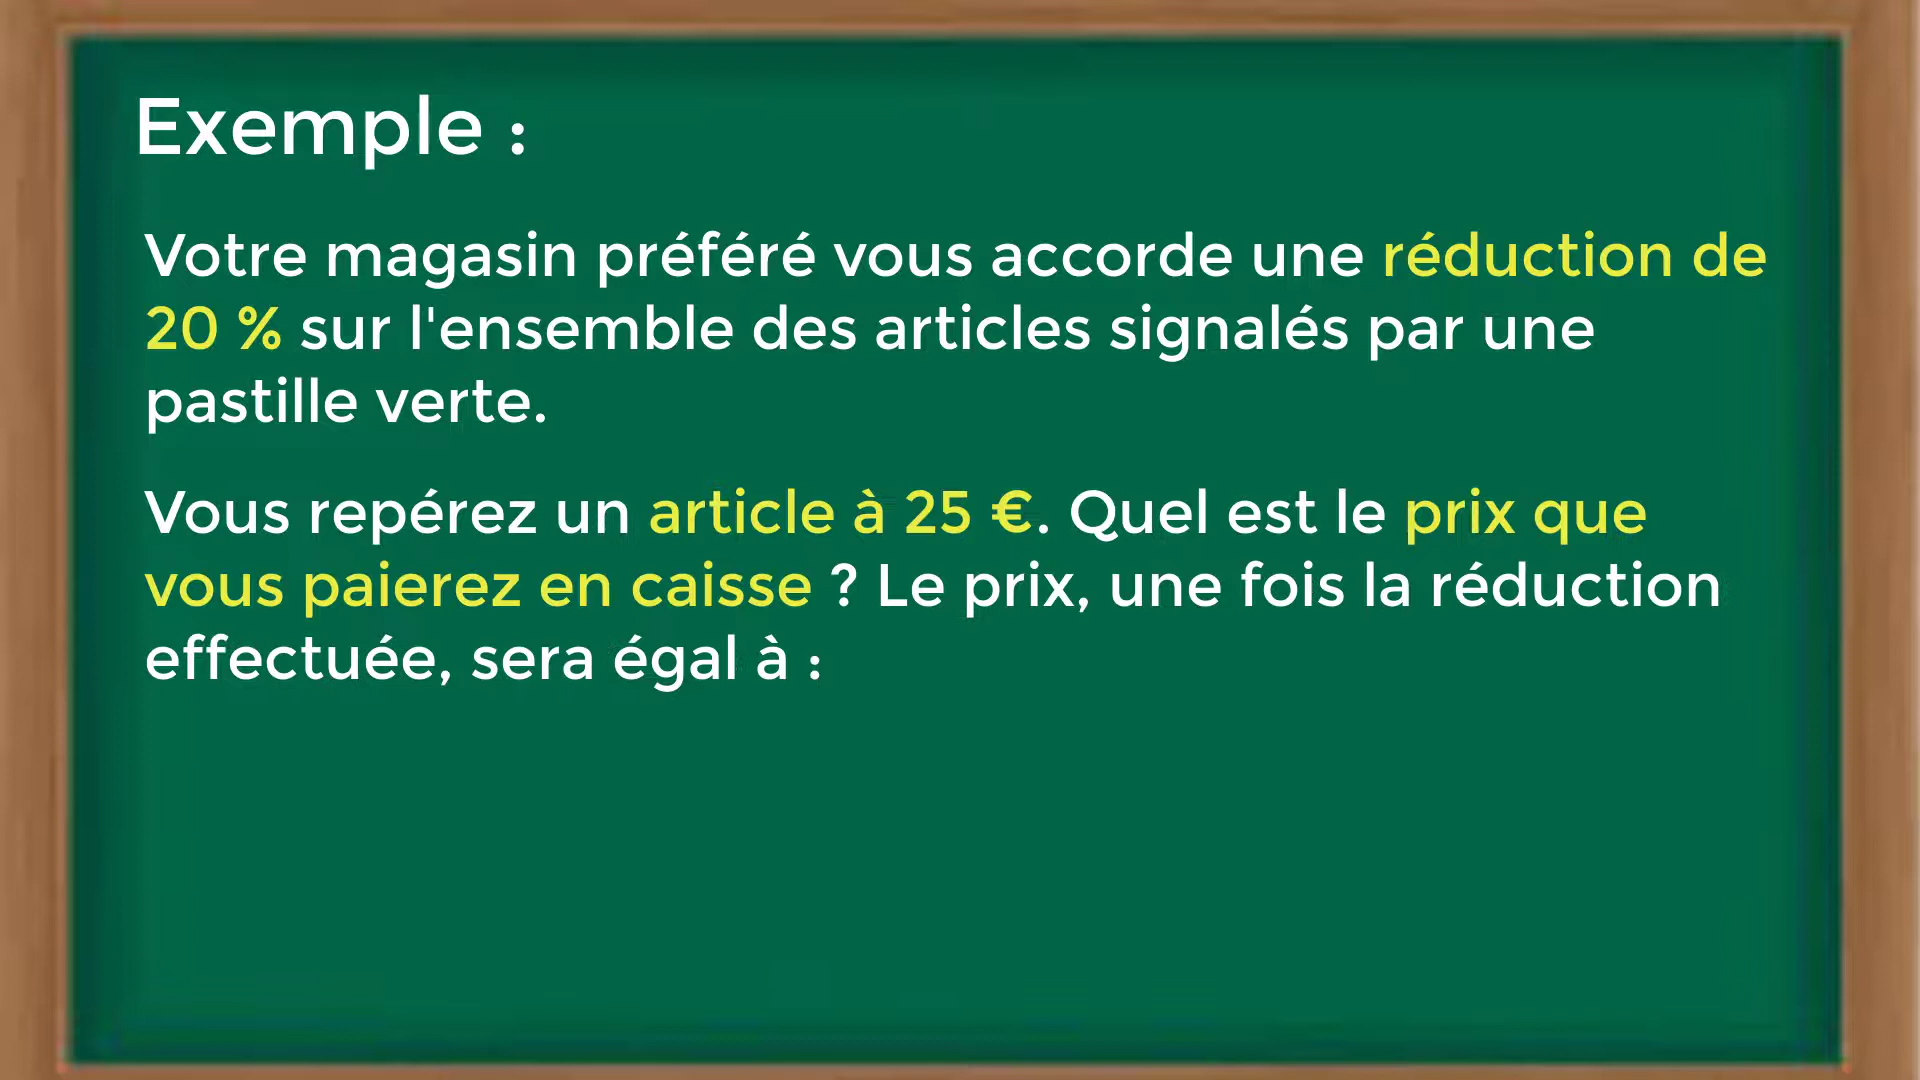 Exemple :
Votre magasin préféré vous accorde une réduction de
20 % sur l'ensemble des articles signalés par une
pastille verte.
Vous repérez un article à 25 €. Quel est le prix que
vous paierez en caisse ? Le prix, une fois la réduction
effectuée, sera égal à :